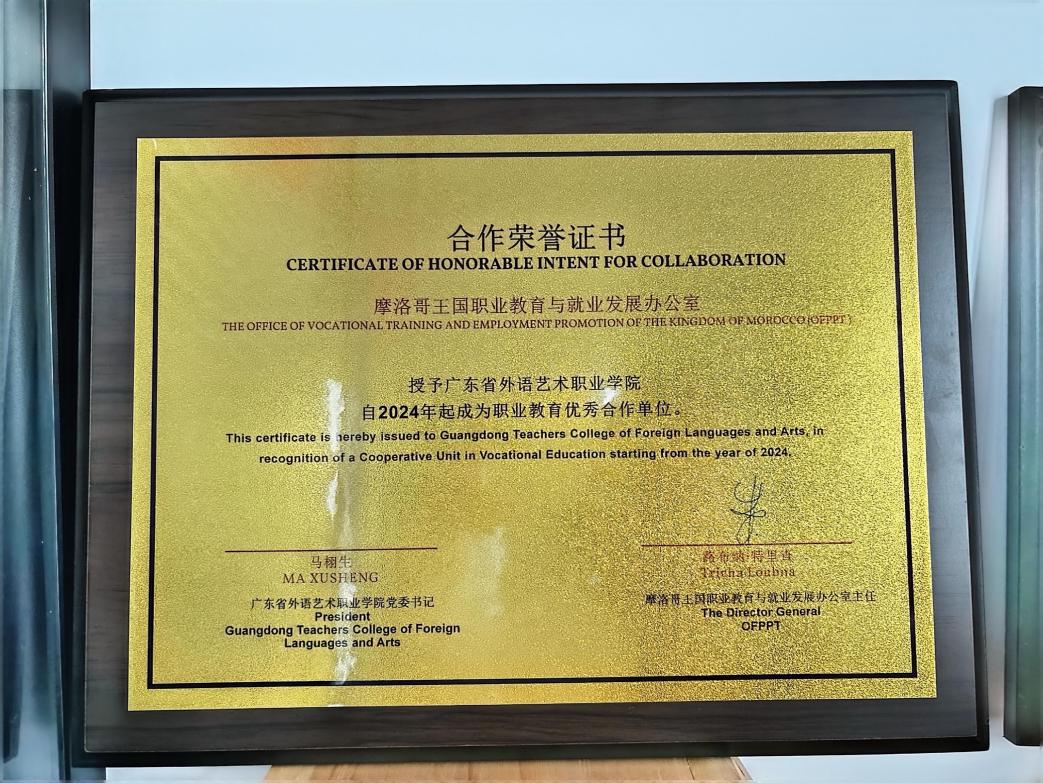 合作荣誉证书
CERTIFICATE OF HONORABLE INTENT FOR COLLABORATION
摩洛哥王国职业教育与就业发展办公室
THE OFFICE OF VOCATIONAL TRAINING AND EMPLOYMENT PROMOTION OF THE KINGDOM OF MOROCCO (OFPPT)
授予广东省外语艺术职业学院
自2024年起成为职业教育优秀合作单位。
This certificate is hereby issued to Guangdong Teachers College of Foreign Languages and Arts, in
recognition of a Cooperative Unit in Vocational Education starting from the year of 2024.
马栩生
MA XUSHENG
广东省外语艺术职业学院党委书记
President
Guangdong Teachers College of Foreign
Languages and Arts
路布纳·特里查
Tricha Loubna
摩洛哥王国职业教育与就业发展办公室主任
The Director General
OFPPT